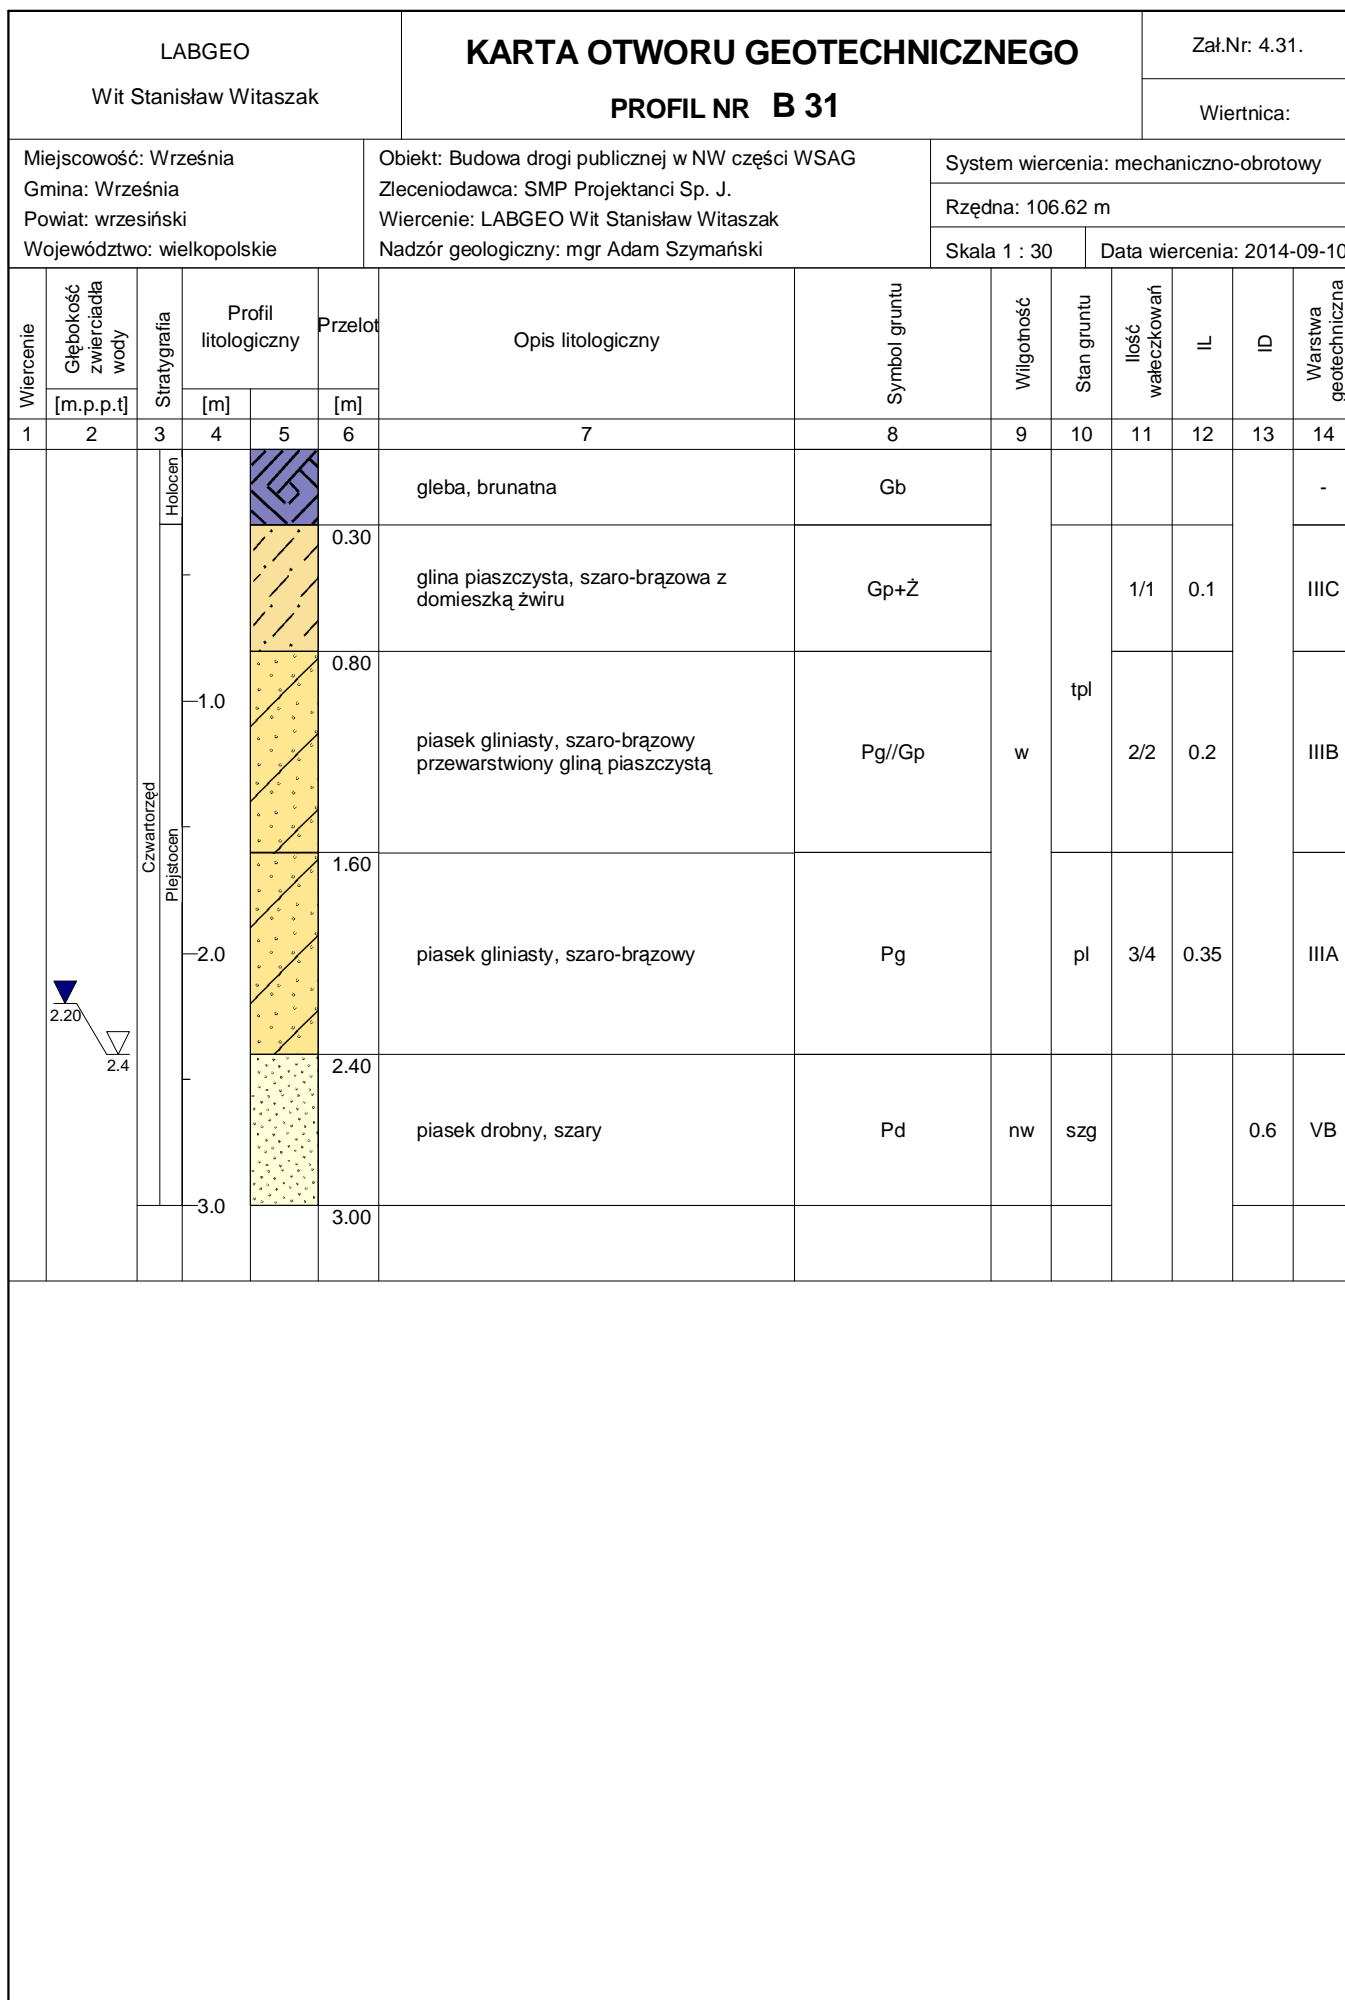 LABGEO
Wit Stanisław Witaszak
KARTA OTWORU GEOTECHNICZNEGO
PROFIL NR B 31
Zał.Nr: 4.31.
Wiertnica:
Miejscowość: Września
Gmina: Września
Powiat: wrzesiński
Województwo: wielkopolskie
Obiekt: Budowa drogi publicznej w NW części WSAG
Zleceniodawca: SMP Projektanci Sp. J.
Wiercenie: LABGEO Wit Stanisław Witaszak
Nadzór geologiczny: mgr Adam Szymański
System wiercenia: mechaniczno-obrotowy
Rzędna: 106.62 m
Skala 1 : 30
Data wiercenia: 2014-09-10
Wiercenie
Głębokość
zwierciadła
wody
[m.p.p.t]
Stratygrafia
Profil
litologiczny
[m]
Przelot
[m]
Opis litologiczny
Symbol gruntu
Wilgotność
Stan gruntu
Ilość
wałeczkowań
IL
ID
Warstwa
geotechniczna
1 2 3 4 5 6 7 8 9 10 11 12 13 14
Holocen
gleba, brunatna
Gb
-
0.30
glina piaszczysta, szaro-brązowa z
domieszką żwiru
Gp+Ż
1/1
0.1
IIIC
0.80
1.0
tpl
piasek gliniasty, szaro-brązowy
przewarstwiony gliną piaszczystą
Pg//Gp
w
2/2
0.2
IIIB
Czwartorzęd
Plejstocen
1.60
2.0
piasek gliniasty, szaro-brązowy
Pg
pl
3/4
0.35
IIIA
2.20
2.4
2.40
piasek drobny, szary
Pd
nw
szg
0.6
VB
3.0
3.00